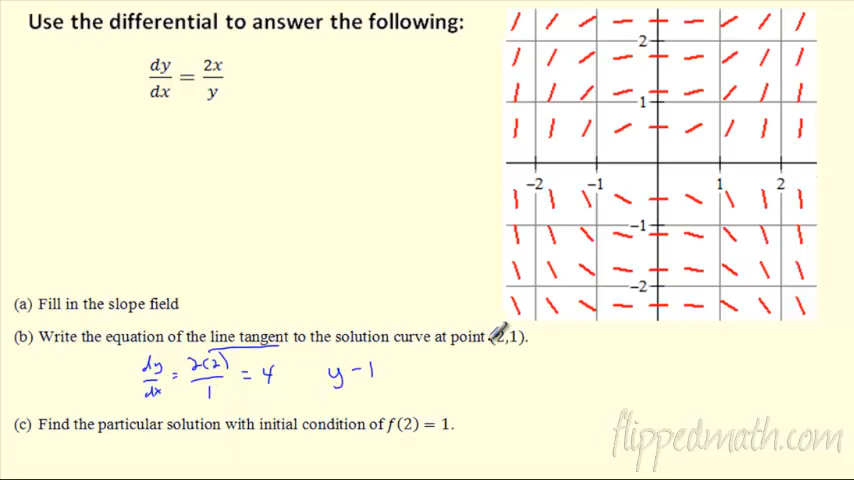 Use the differential to answer the following:
dy/dx = 2x/y
2
1
-2 -1 1 2
-1
-2
(a) Fill in the slope field
(b) Write the equation of the line tangent to the solution curve at point (2,1).
dy/dx = 2(2)/1 = 4 y - 1
(c) Find the particular solution with initial condition of f(2) = 1.
flippedmath.com